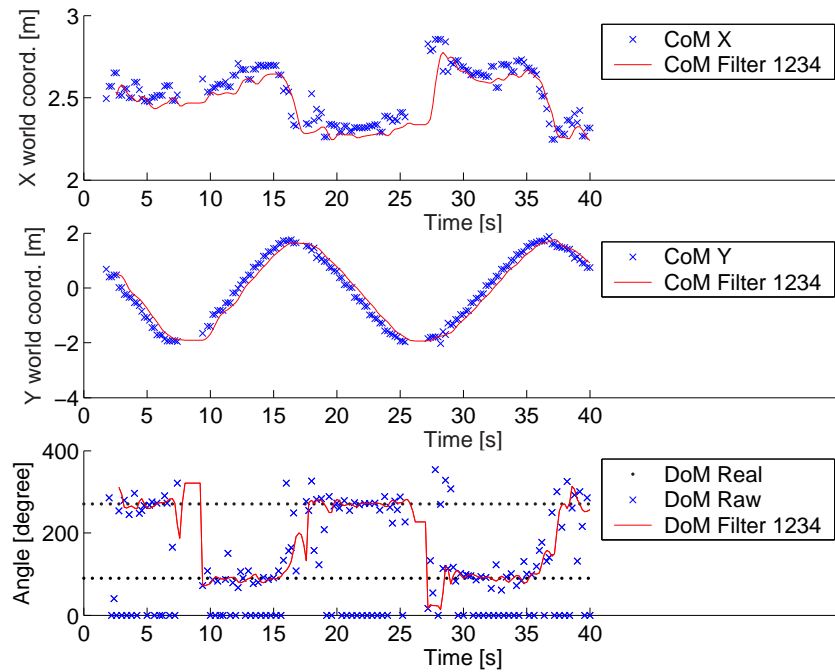 3
2.5
2
X world coord. [m]
0 5 10 15 20 25 30 35 40
Time [s]
CoM X
CoM Filter 1234
2
0
−2
−4
Y world coord. [m]
0 5 10 15 20 25 30 35 40
Time [s]
CoM Y
CoM Filter 1234
400
200
0
Angle [degree]
0 5 10 15 20 25 30 35 40
Time [s]
DoM Real
DoM Raw
DoM Filter 1234